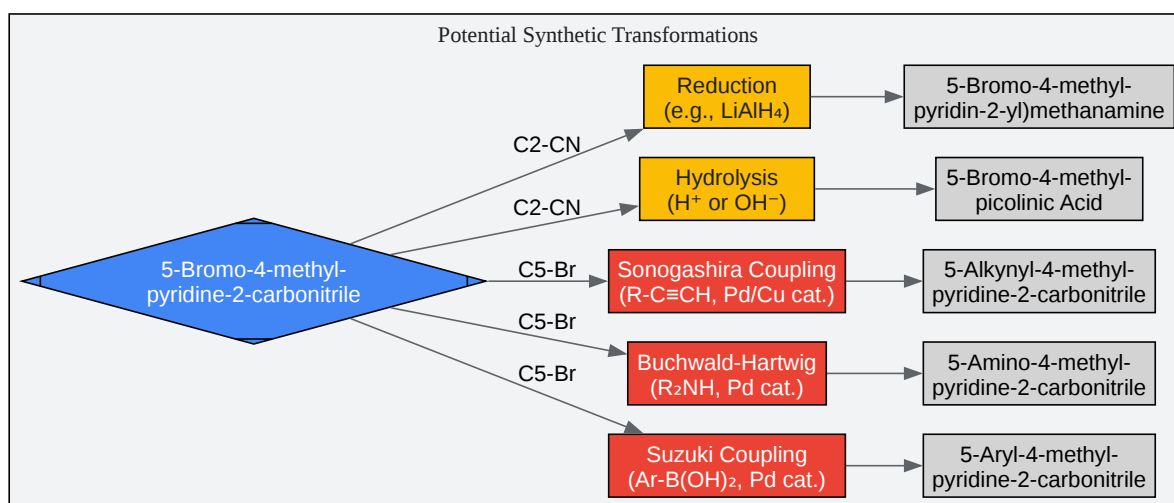 Potential Synthetic Transformations
Reduction
(e.g., LiAlH₄)
5-Bromo-4-methyl-
pyridin-2-yl)methanamine
C2-CN
Hydrolysis
(H⁺ or OH⁻)
5-Bromo-4-methyl-
picolinic Acid
C2-CN
5-Bromo-4-methyl-
pyridine-2-carbonitrile
C5-Br
Sonogashira Coupling
(R-C≡CH, Pd/Cu cat.)
5-Alkynyl-4-methyl-
pyridine-2-carbonitrile
C5-Br
Buchwald-Hartwig
(R₂NH, Pd cat.)
5-Amino-4-methyl-
pyridine-2-carbonitrile
C5-Br
Suzuki Coupling
(Ar-B(OH)₂, Pd cat.)
5-Aryl-4-methyl-
pyridine-2-carbonitrile